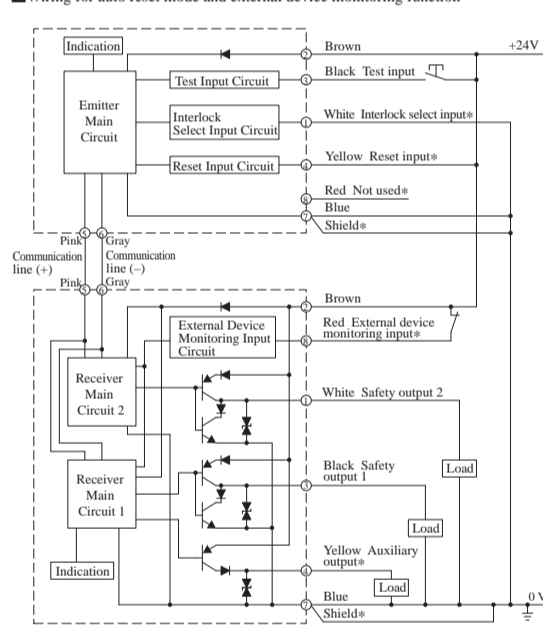 Wiring for auto reset mode and external device monitoring function
Indication
Emitter
Main
Circuit
Test Input Circuit
Interlock
Select Input Circuit
Reset Input Circuit
2
Brown
+24V
3
Black Test input
1
White Interlock select input*
4
Yellow Reset input*
8
Red Not used*
7
Blue
Shield*
Pink
5
6
Gray
Communication
line (+)
Communication
line (–)
Pink
5
6
Gray
2
Brown
External Device
Monitoring Input
Circuit
8
Red External device
monitoring input*
Receiver
Main
Circuit 2
1
White Safety output 2
Receiver
Main
Circuit 1
3
Black Safety
output 1
Load
Load
Indication
4
Yellow Auxiliary
output*
Load
7
Blue
Shield*
0 V